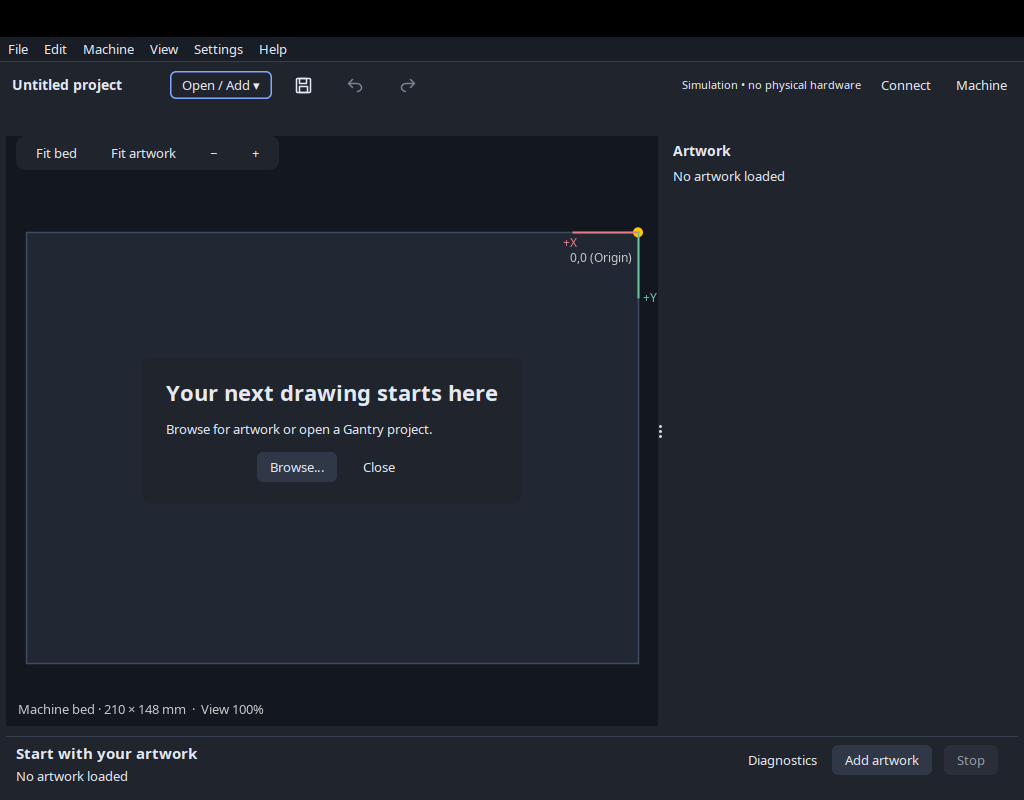 File Edit Machine View Settings Help
Untitled project Open / Add ▾ Simulation • no physical hardware Connect Machine
Fit bed Fit artwork − +
Artwork
No artwork loaded
+X
0,0 (Origin)
+Y
Your next drawing starts here
Browse for artwork or open a Gantry project.
Browse... Close
Machine bed · 210 × 148 mm · View 100%
Start with your artwork
No artwork loaded
Diagnostics Add artwork Stop